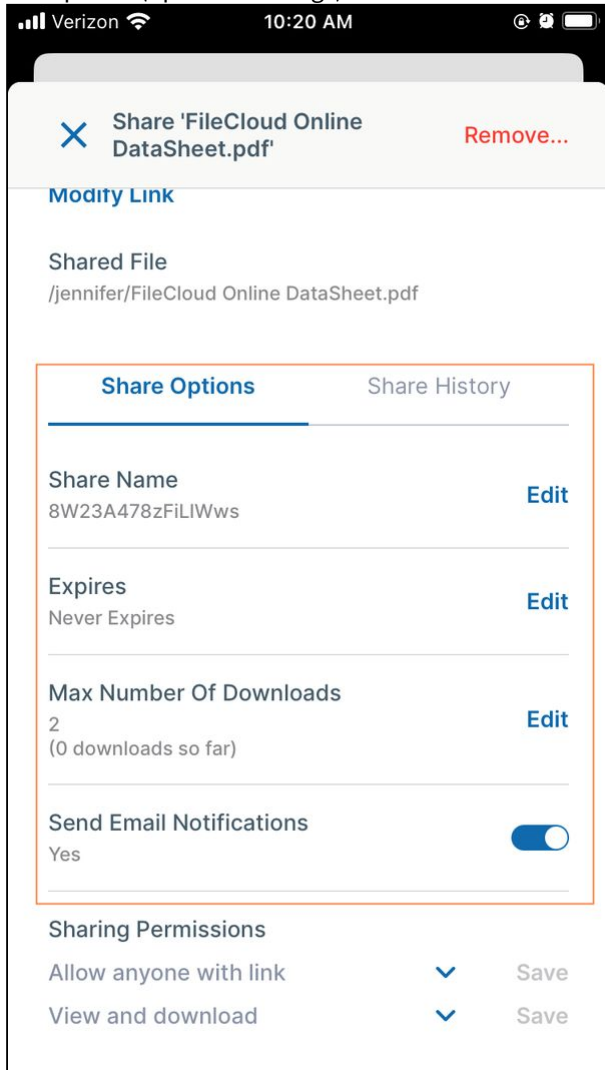 Verizon 10:20 AM
Share 'FileCloud Online
DataSheet.pdf'
Remove...
Modify Link
Shared File
/jennifer/FileCloud Online DataSheet.pdf
Share Options Share History
Share Name
8W23A478zFiLlWws
Edit
Expires
Never Expires
Edit
Max Number Of Downloads
2
(0 downloads so far)
Edit
Send Email Notifications
Yes
Sharing Permissions
Allow anyone with link Save
View and download Save